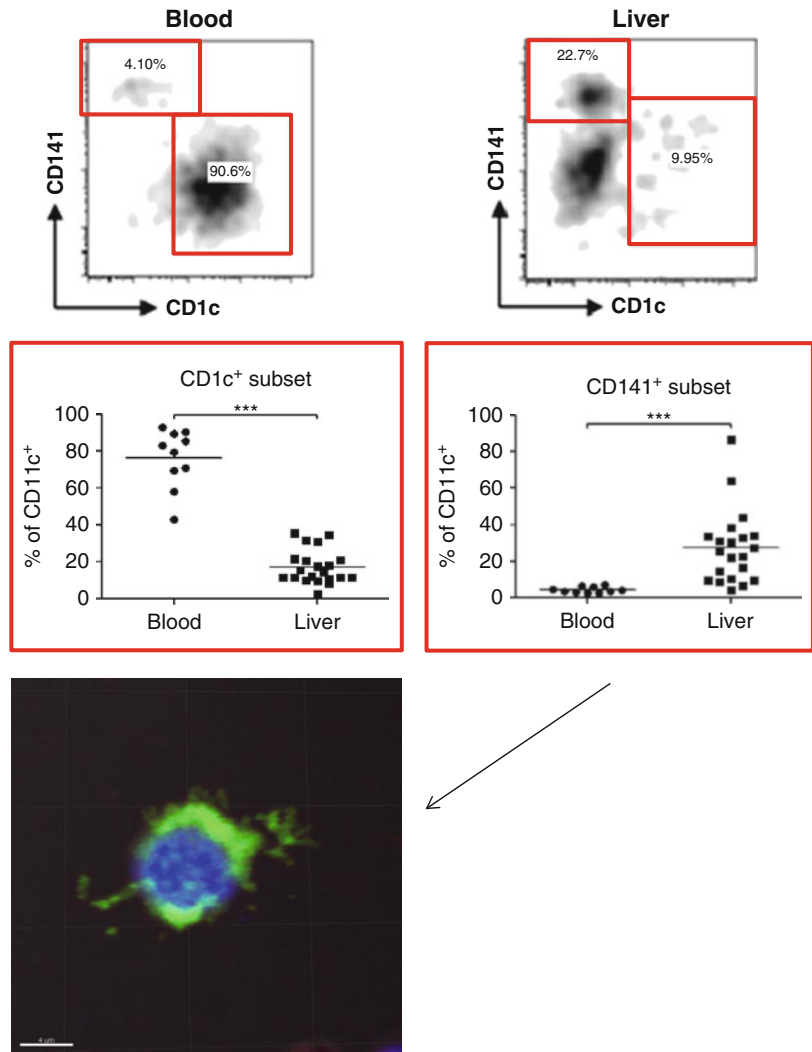 Blood
Liver
4.10%
90.6%
CD141
CD1c
22.7%
9.95%
CD141
CD1c
CD1c+ subset
***
% of CD11c+
100
80
60
40
20
0
Blood
Liver
CD141+ subset
***
% of CD11c+
100
80
60
40
20
0
Blood
Liver
4 um